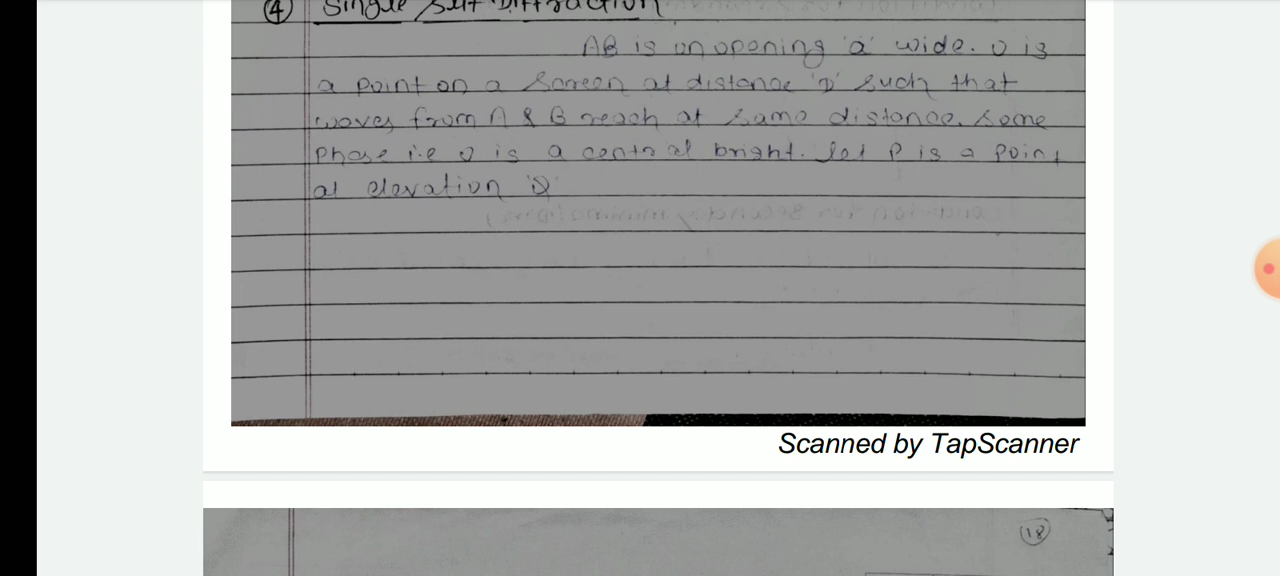 ④ Single Slit Diffraction
AB is an opening 'a' wide. O is
a point on a screen at distance 'D' such that
waves from A & B reach at same distance. Some
Phase i.e O is a central bright. let P is a point
at elevation 'θ'
Scanned by TapScanner
18